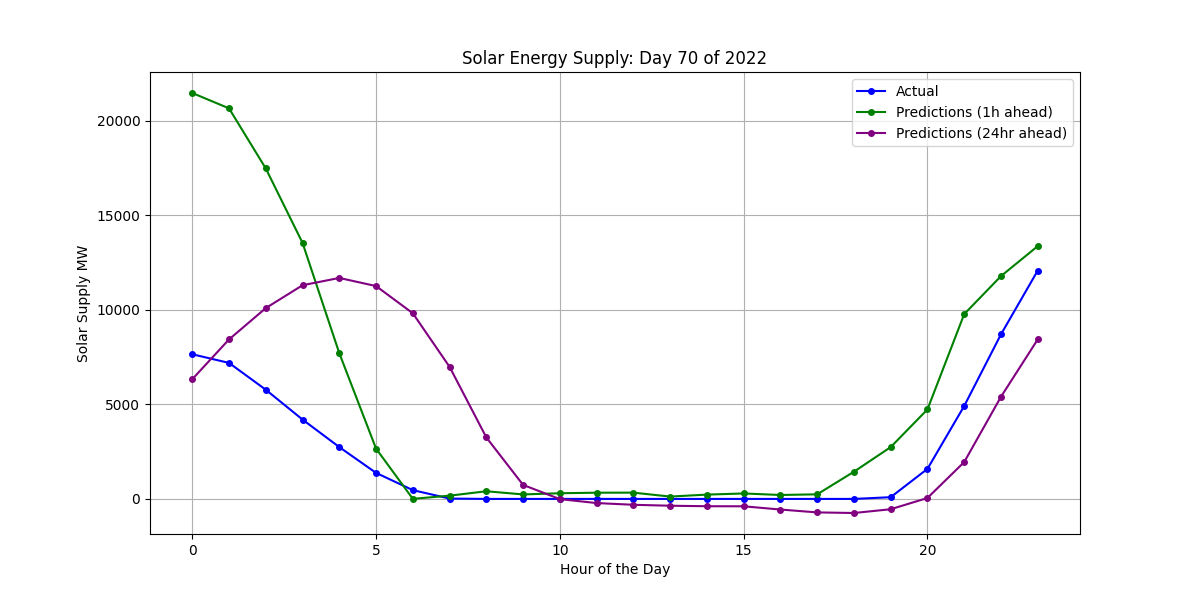 Solar Energy Supply: Day 70 of 2022
Actual
Predictions (1h ahead)
Predictions (24hr ahead)
Solar Supply MW
20000
15000
10000
5000
0
0
5
10
15
20
Hour of the Day